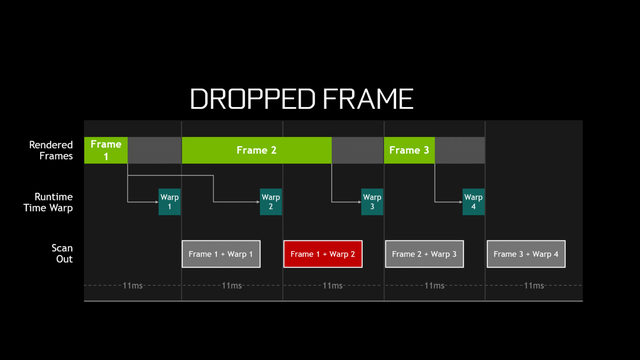 DROPPED FRAME
Rendered
Frames
Frame
1
Frame 2
Frame 3
Runtime
Time Warp
Warp
1
Warp
2
Warp
3
Warp
4
Scan
Out
Frame 1 + Warp 1
Frame 1 + Warp 2
Frame 2 + Warp 3
Frame 3 + Warp 4
11ms
11ms
11ms
11ms
11ms